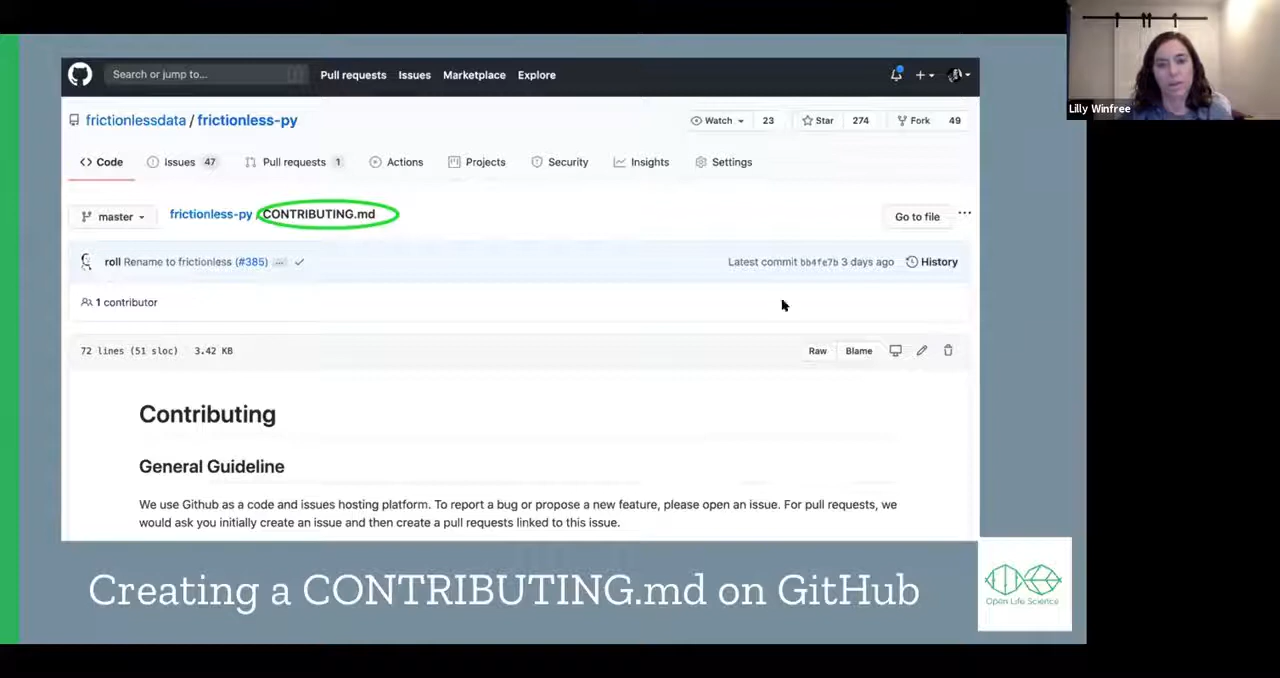 Search or jump to...
Pull requests Issues Marketplace Explore
Lilly Winfree
frictionlessdata / frictionless-py
Watch 23 Star 274 Fork 49
Code Issues 47 Pull requests 1 Actions Projects Security Insights Settings
master frictionless-py / CONTRIBUTING.md Go to file ...
roll Rename to frictionless (#385) ... Latest commit bb4fe7b 3 days ago History
1 contributor
72 lines (51 sloc) 3.42 KB Raw Blame
Contributing
General Guideline
We use Github as a code and issues hosting platform. To report a bug or propose a new feature, please open an issue. For pull requests, we
would ask you initially create an issue and then create a pull requests linked to this issue.
Creating a CONTRIBUTING.md on GitHub
Open Life Science